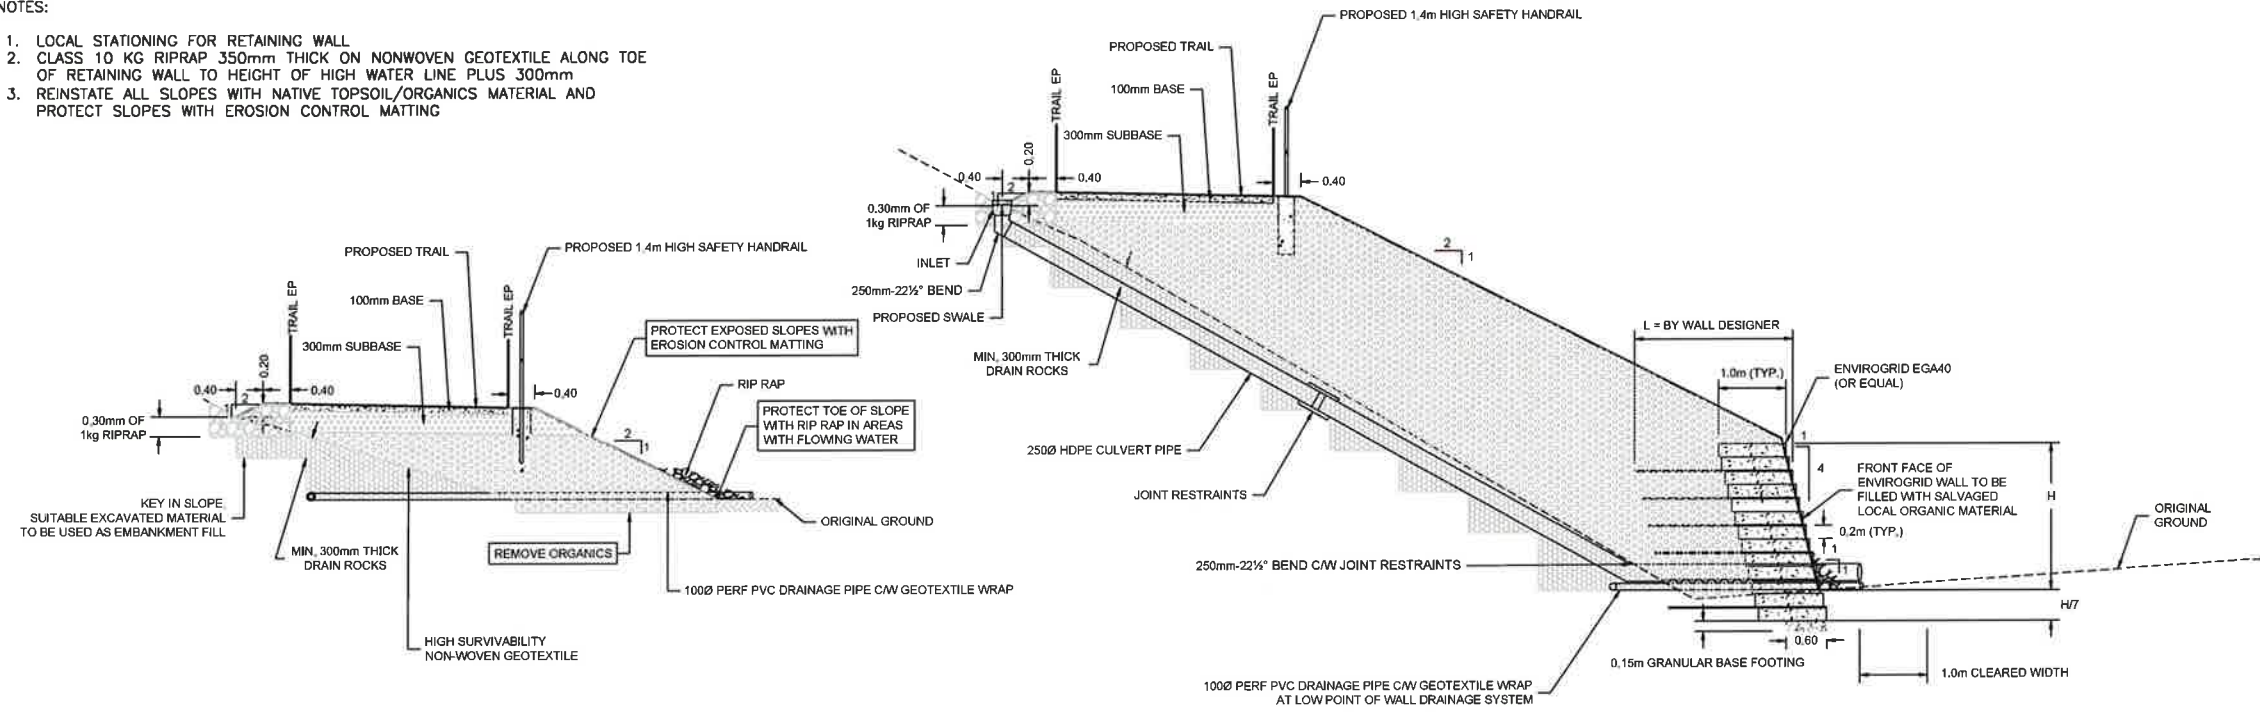 NOTES:
1. LOCAL STATIONING FOR RETAINING WALL
2. CLASS 10 KG RIPRAP 350mm THICK ON NONWOVEN GEOTEXTILE ALONG TOE
OF RETAINING WALL TO HEIGHT OF HIGH WATER LINE PLUS 300mm
3. REINSTATE ALL SLOPES WITH NATIVE TOPSOIL/ORGANICS MATERIAL AND
PROTECT SLOPES WITH EROSION CONTROL MATTING
PROPOSED TRAIL
PROPOSED 1.4m HIGH SAFETY HANDRAIL
TRAIL EP
TRAIL EP
100mm BASE
300mm SUBBASE
0.20
0.40
2
1
0.40
0.40
0.30mm OF
1kg RIPRAP
PROTECT EXPOSED SLOPES WITH
EROSION CONTROL MATTING
RIP RAP
PROTECT TOE OF SLOPE
WITH RIP RAP IN AREAS
WITH FLOWING WATER
2
1
KEY IN SLOPE,
SUITABLE EXCAVATED MATERIAL
TO BE USED AS EMBANKMENT FILL
MIN. 300mm THICK
DRAIN ROCKS
REMOVE ORGANICS
ORIGINAL GROUND
100Ø PERF PVC DRAINAGE PIPE C/W GEOTEXTILE WRAP
HIGH SURVIVABILITY
NON-WOVEN GEOTEXTILE
PROPOSED 1.4m HIGH SAFETY HANDRAIL
PROPOSED TRAIL
TRAIL EP
TRAIL EP
100mm BASE
300mm SUBBASE
0.20
0.40
2
1
0.40
0.40
0.30mm OF
1kg RIPRAP
INLET
250mm-22½° BEND
PROPOSED SWALE
2
1
MIN. 300mm THICK
DRAIN ROCKS
250Ø HDPE CULVERT PIPE
JOINT RESTRAINTS
L = BY WALL DESIGNER
1.0m (TYP.)
ENVIROGRID EGA40
(OR EQUAL)
1
4
FRONT FACE OF
ENVIROGRID WALL TO BE
FILLED WITH SALVAGED
LOCAL ORGANIC MATERIAL
H
0.2m (TYP.)
1
1
ORIGINAL
GROUND
250mm-22½° BEND C/W JOINT RESTRAINTS
H/7
0.60
0.15m GRANULAR BASE FOOTING
1.0m CLEARED WIDTH
100Ø PERF PVC DRAINAGE PIPE C/W GEOTEXTILE WRAP
AT LOW POINT OF WALL DRAINAGE SYSTEM